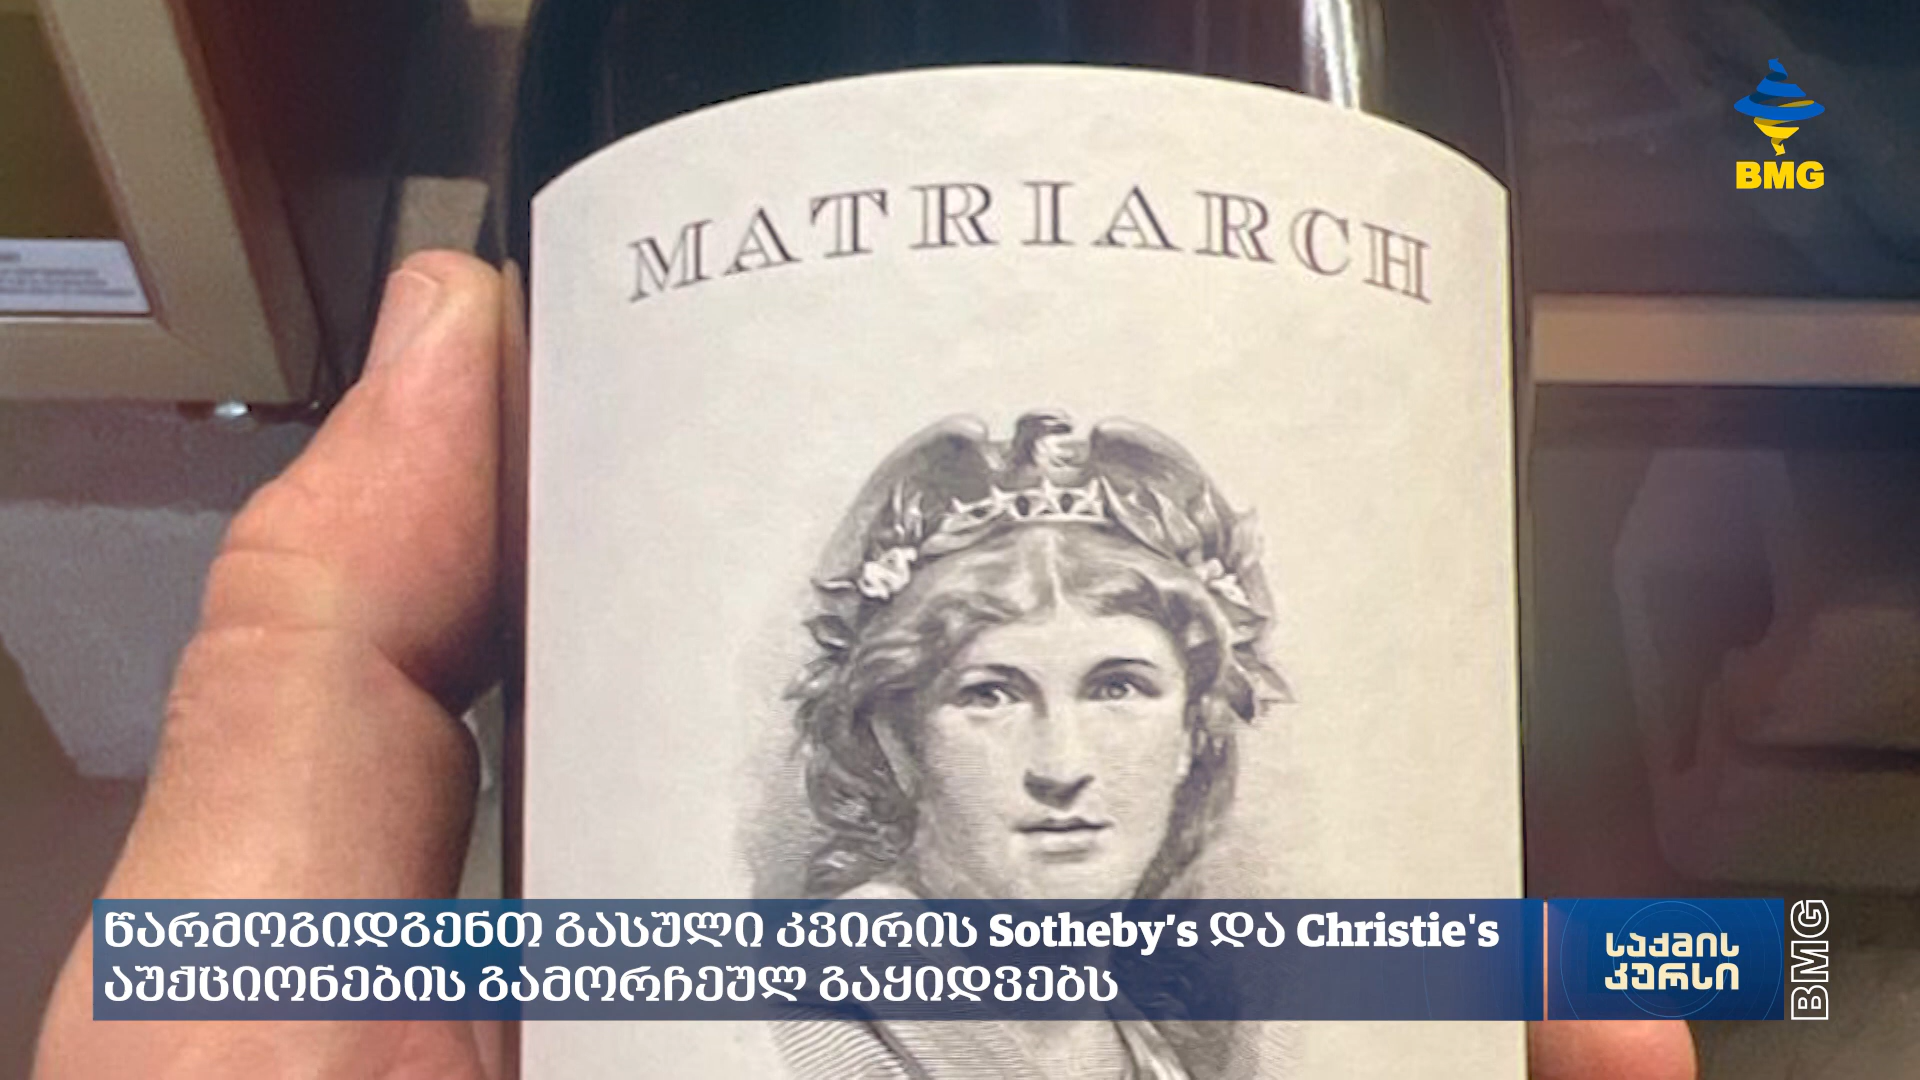 MATRIARCH
BMG
წარმოგიდგენთ გასული კვირის Sotheby's და Christie's
აუქციონების გამორჩეულ გაყიდვებს
საქმის
კურსი
BMG